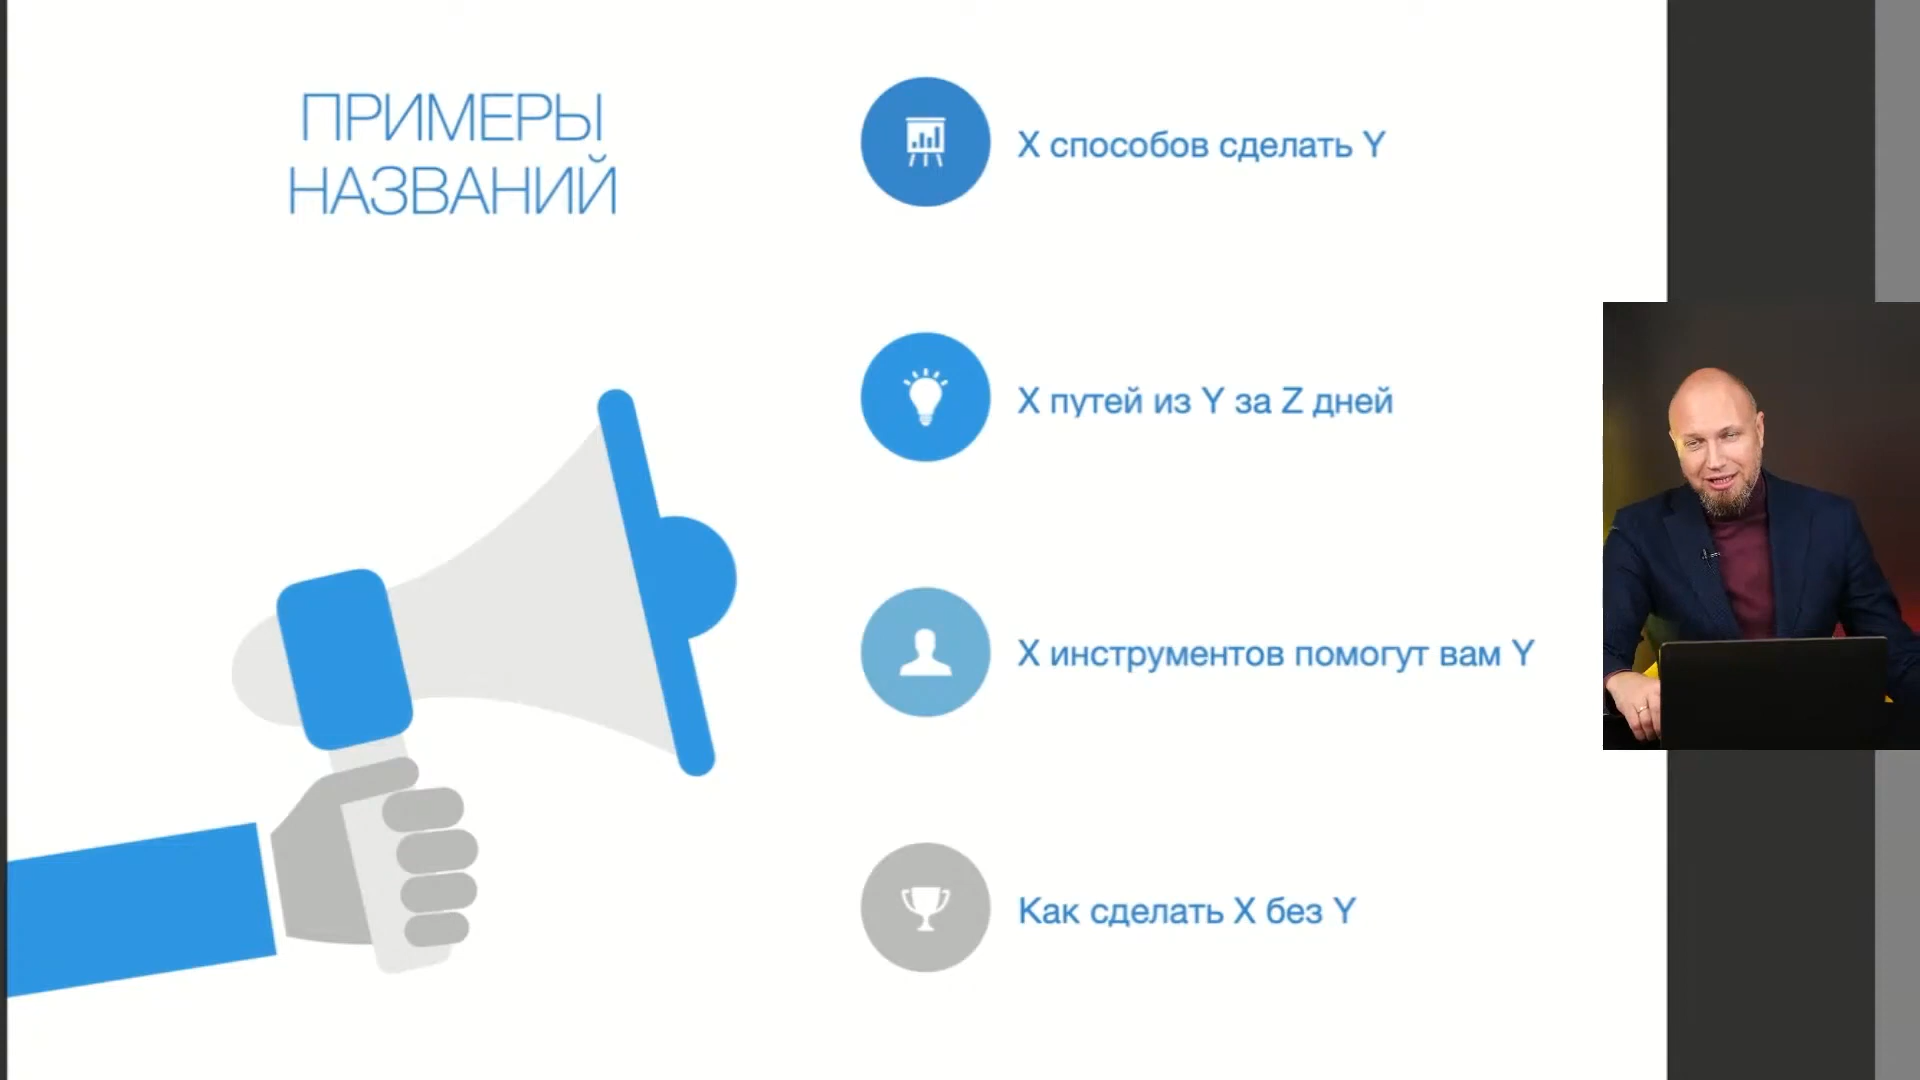 ПРИМЕРЫ
НАЗВАНИЙ
X способов сделать Y
X путей из Y за Z дней
X инструментов помогут вам Y
Как сделать X без Y